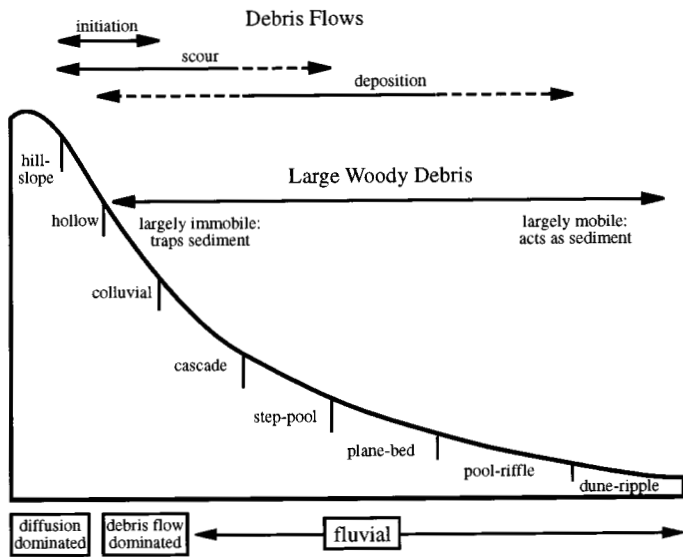 Debris Flows
initiation
scour
deposition
hill-
slope
Large Woody Debris
hollow
largely immobile:
traps sediment
largely mobile:
acts as sediment
colluvial
cascade
step-pool
plane-bed
pool-riffle
dune-ripple
diffusion
dominated
debris flow
dominated
fluvial